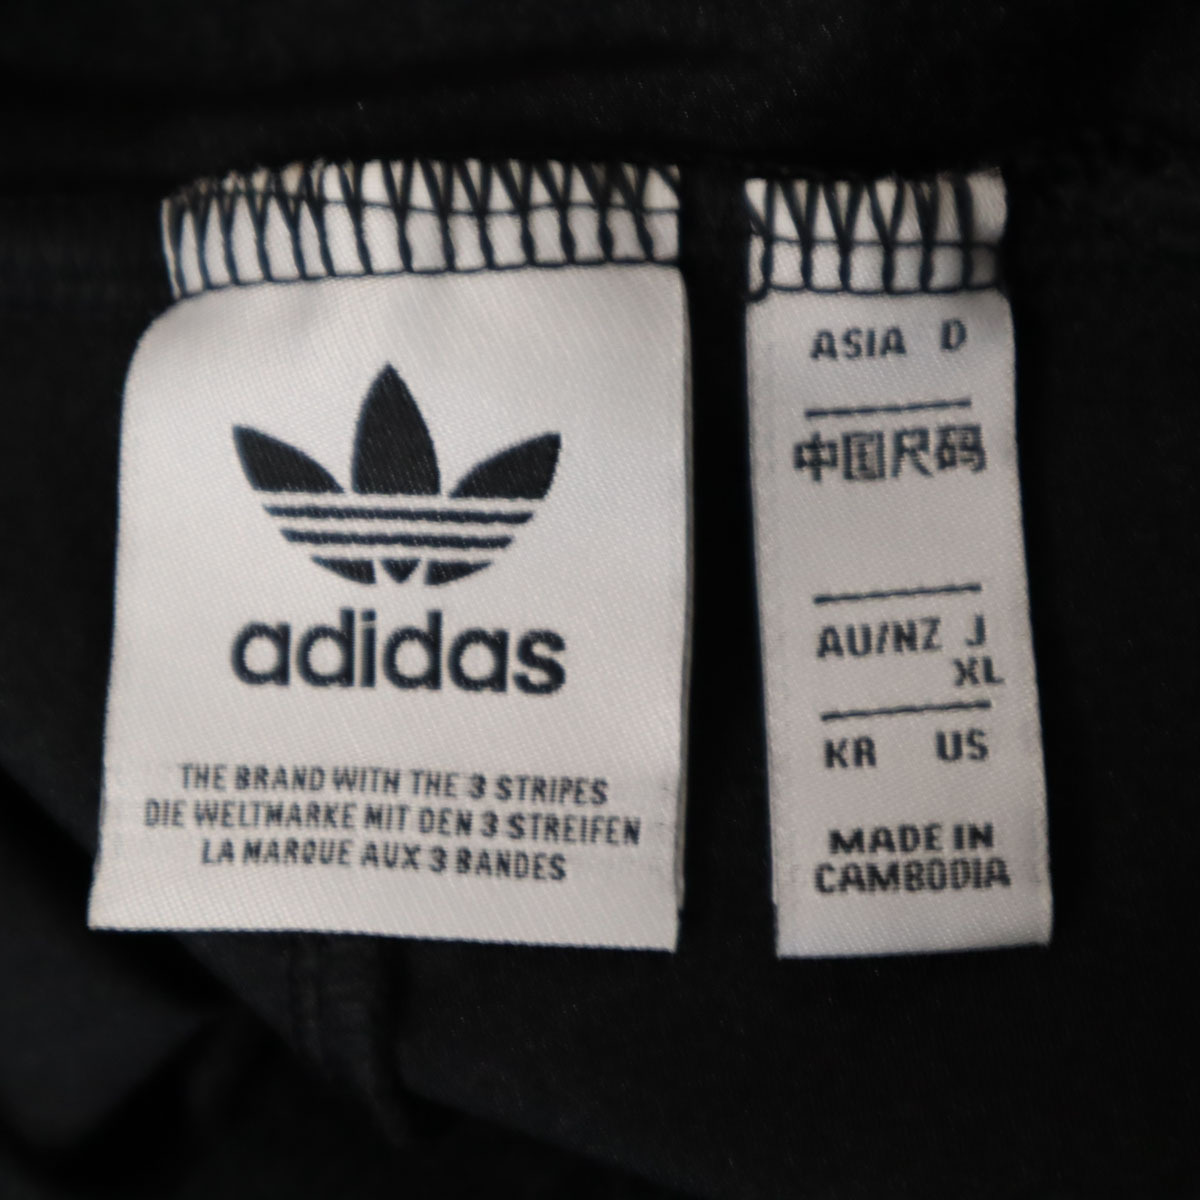 adidas
THE BRAND WITH THE 3 STRIPES
DIE WELTMARKE MIT DEN 3 STREIFEN
LA MARQUE AUX 3 BANDES
ASIA D
中国尺码
AU/NZ J
XL
KR US
MADE IN
CAMBODIA